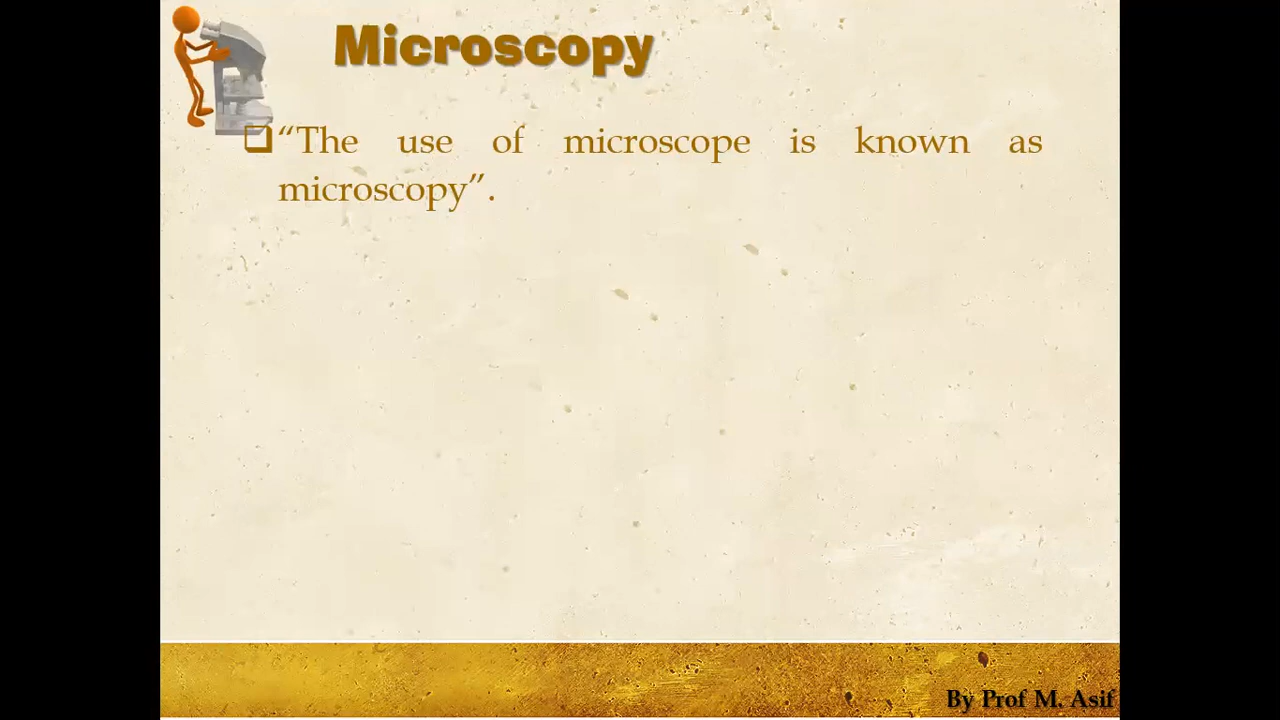 Microscopy
“The use of microscope is known as
microscopy”.
By Prof M. Asif